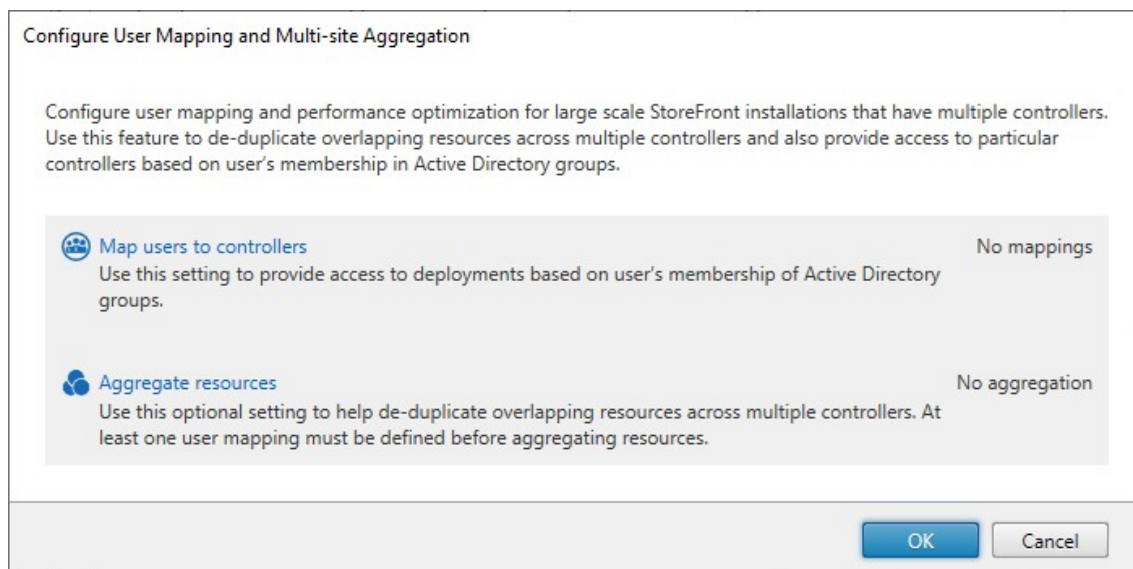 Configure User Mapping and Multi-site Aggregation
Configure user mapping and performance optimization for large scale StoreFront installations that have multiple controllers.
Use this feature to de-duplicate overlapping resources across multiple controllers and also provide access to particular
controllers based on user's membership in Active Directory groups.
Map users to controllers
No mappings
Use this setting to provide access to deployments based on user's membership of Active Directory
groups.
Aggregate resources
No aggregation
Use this optional setting to help de-duplicate overlapping resources across multiple controllers. At
least one user mapping must be defined before aggregating resources.
OK
Cancel